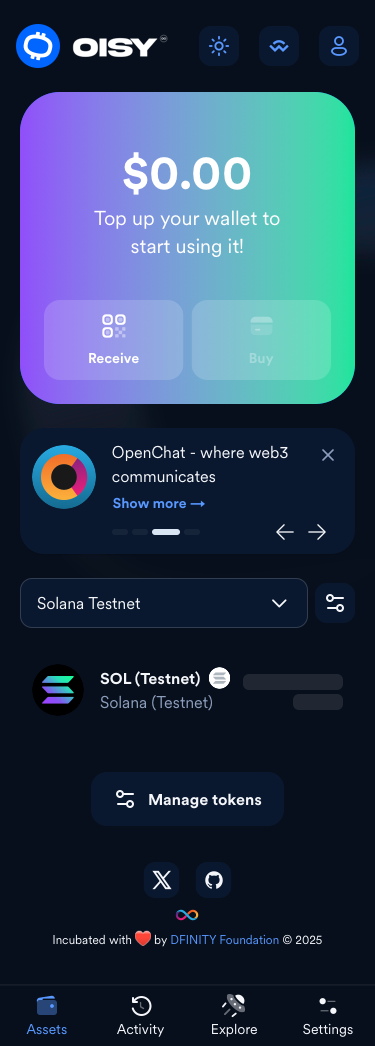 OISY
$0.00
Top up your wallet to
start using it!
Receive
Buy
OpenChat - where web3
communicates
Show more →
Solana Testnet
SOL (Testnet)
Solana (Testnet)
Manage tokens
Incubated with ❤️ by DFINITY Foundation © 2025
Assets
Activity
Explore
Settings